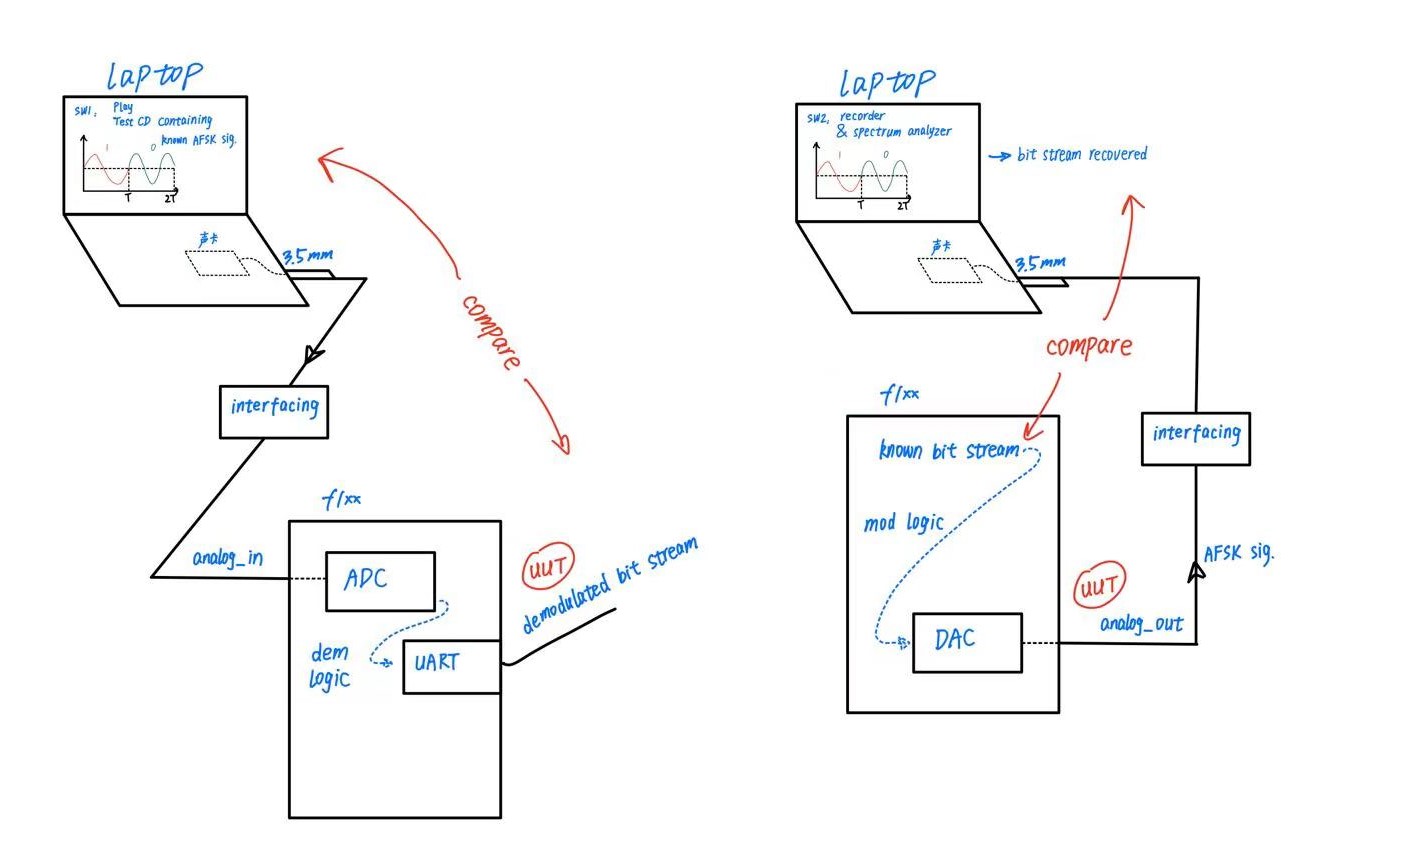 laptop
SW1: Play
Test CD containing
known AFSK sig.
1 0
T 2T
声卡
3.5mm
compare
interfacing
f1xx
analog_in
ADC
dem
logic
UART
UUT
demodulated bit stream
laptop
SW2: recorder
& spectrum analyzer
1 0
T 2T
→ bit stream recovered
声卡
3.5mm
compare
f1xx
known bit stream
interfacing
mod logic
AFSK sig.
UUT
analog_out
DAC